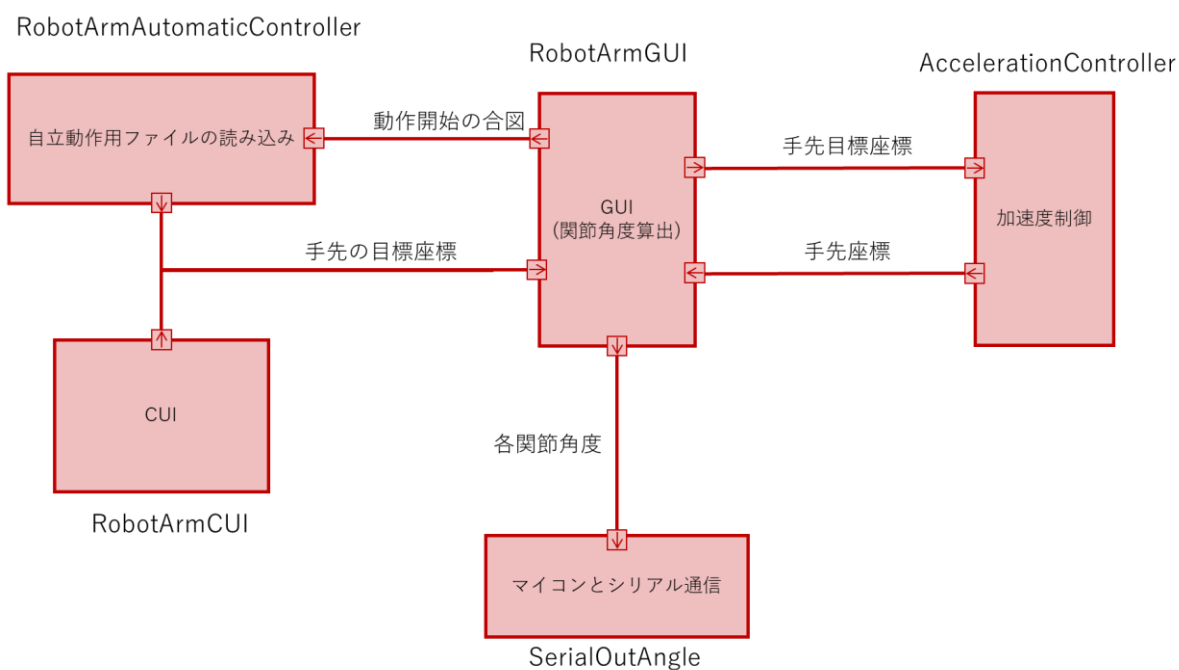 RobotArmAutomaticController
RobotArmGUI
AccelerationController
自立動作用ファイルの読み込み
動作開始の合図
手先目標座標
GUI
(関節角度算出)
加速度制御
手先の目標座標
手先座標
CUI
各関節角度
RobotArmCUI
マイコンとシリアル通信
SerialOutAngle